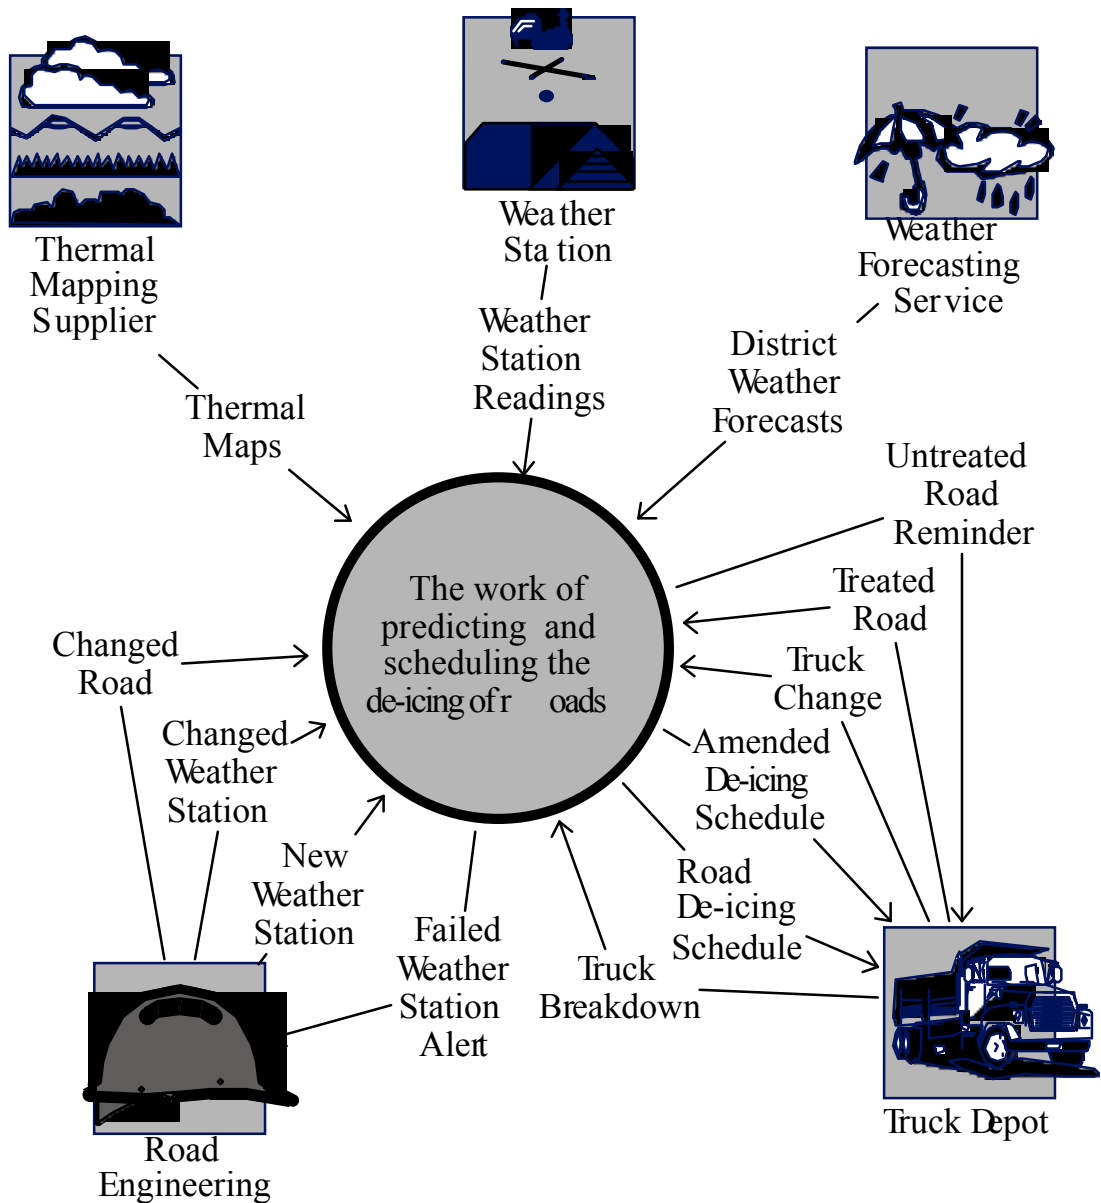 Thermal
Mapping
Supplier
Weather
Station
Weather
Forecasting
Service
Thermal
Maps
Weather
Station
Readings
District
Weather
Forecasts
Untreated
Road
Reminder
The work of
predicting and
scheduling the
de-icing of r oads
Treated
Road
Truck
Change
Changed
Road
Changed
Weather
Station
New
Weather
Station
Failed
Weather
Station
Alert
Amended
De-icing
Schedule
Road
De-icing
Schedule
Truck
Breakdown
Road
Engineering
Truck Depot